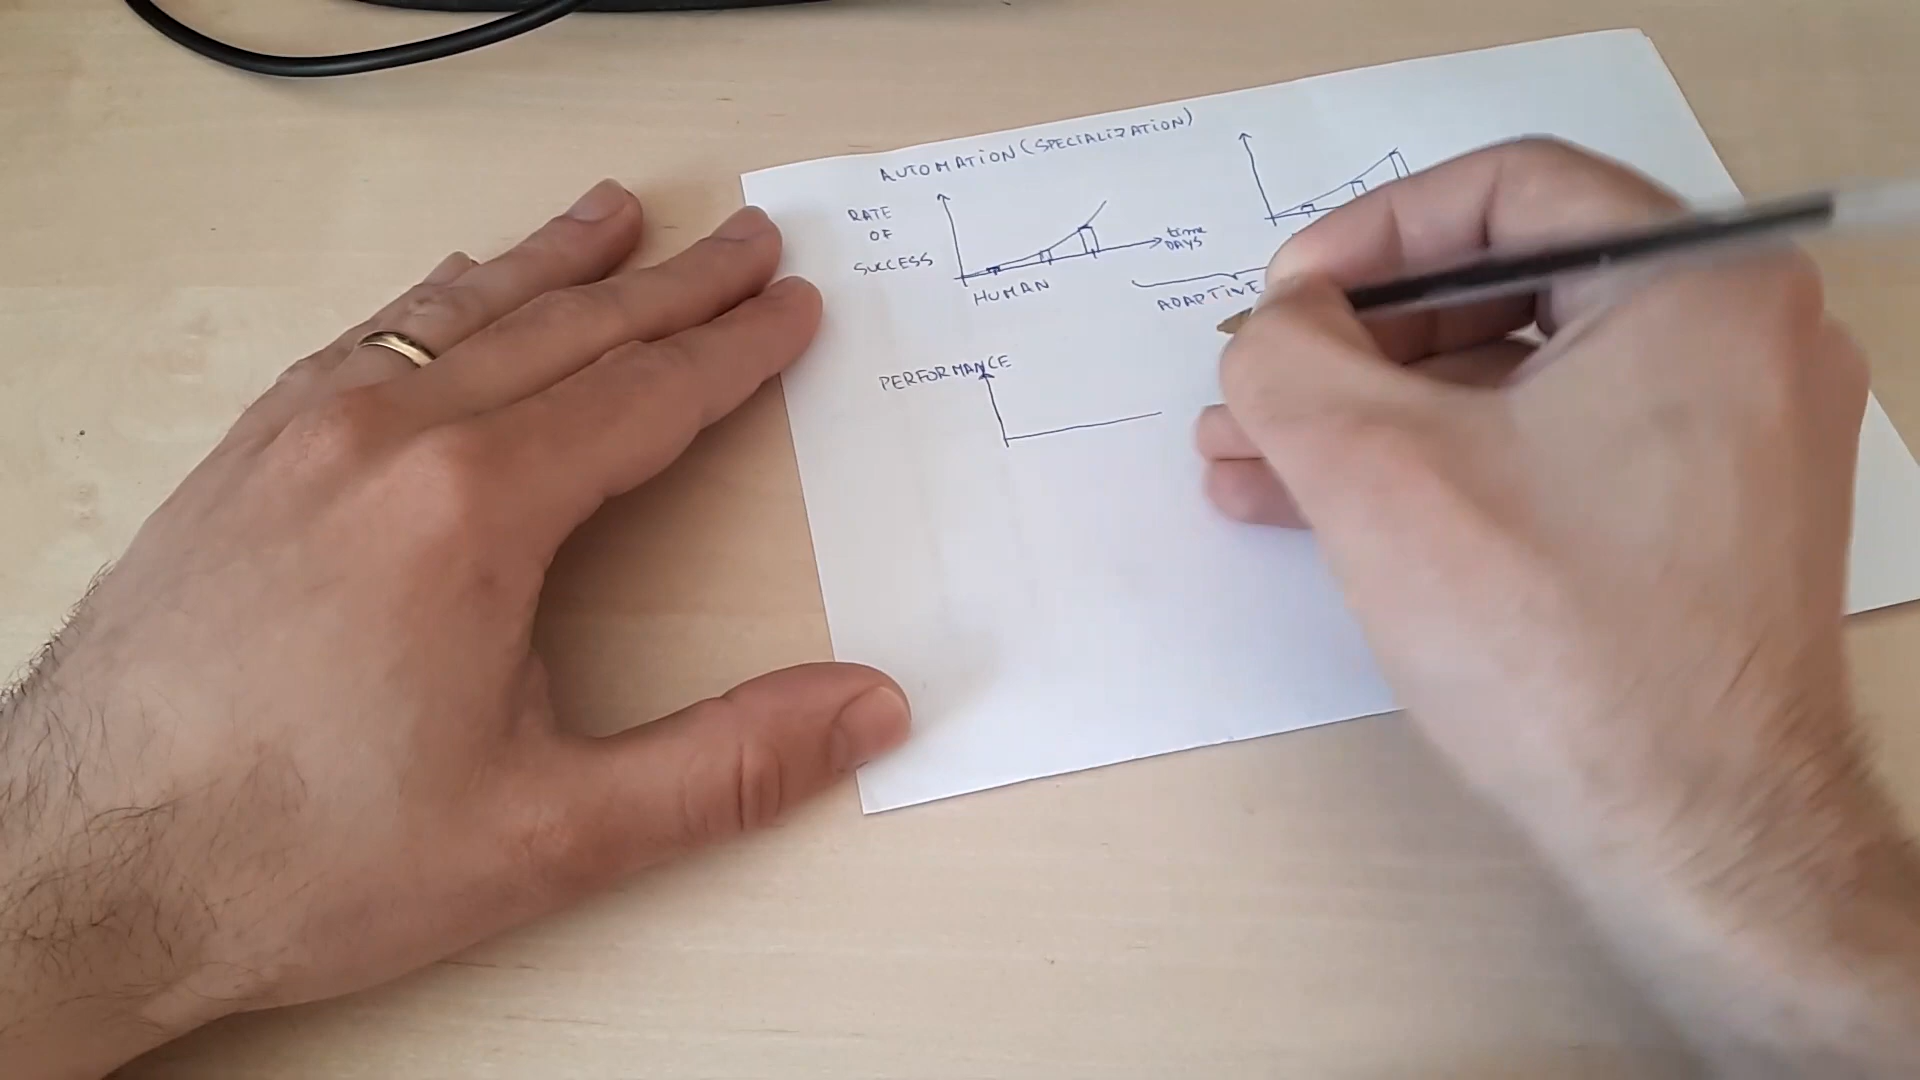 AUTOMATION (SPECIALIZATION)
RATE
OF
SUCCESS
time
DAYS
HUMAN
ADAPTIVE
PERFORMANCE